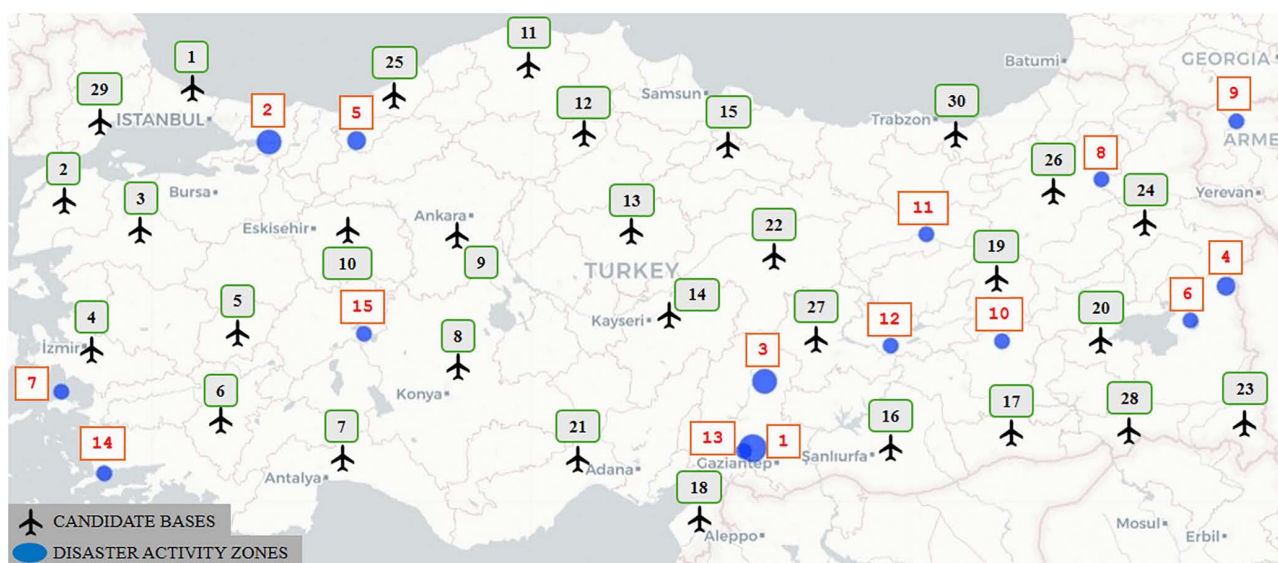 11
1
25
Batumi
GEORGIA
29
12
Samsun
30
9
ISTANBUL
2
5
15
Trabzon
ARME
2
3
Bursa
13
26
8
24
Yerevan
Eskisehir
Ankara
22
11
10
9
TURKEY
19
4
5
15
14
27
12
10
20
6
4
İzmir
8
Kayseri
3
7
6
Konya
16
17
28
23
14
7
21
13
1
Antalya
Adana
Gaziantep
Şanlıurfa
18
CANDIDATE BASES
Aleppo
Mosul
Erbil
DISASTER ACTIVITY ZONES